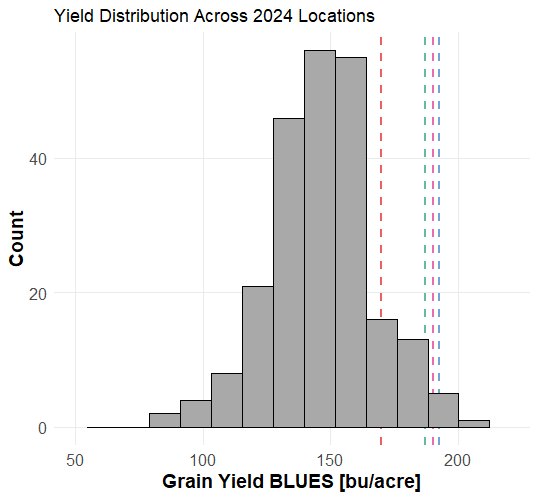 Yield Distribution Across 2024 Locations
40
20
0
Count
50 100 150 200
Grain Yield BLUES [bu/acre]